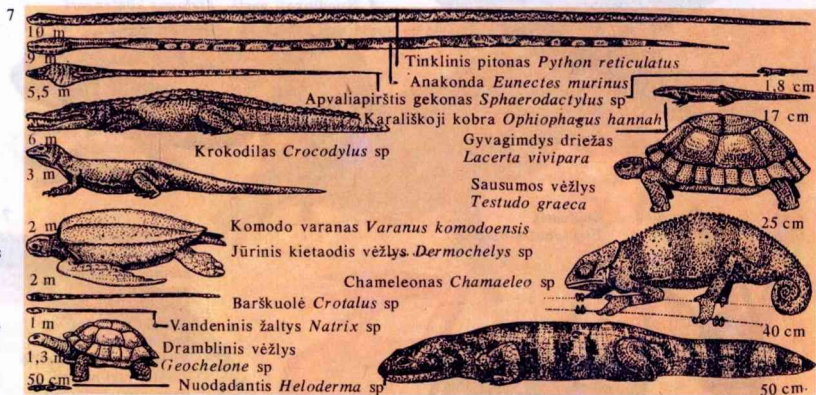 7
10 m
9 m
Tinklinis pitonas Python reticulatus
Anakonda Eunectes murinus
5,5 m
1,8 cm
Apvaliapirštis gekonas Sphaerodactylus sp
Karališkoji kobra Ophiophagus hannah
17 cm
6 m
Krokodilas Crocodylus sp
Gyvagimdys driežas
Lacerta vivipara
3 m
Sausumos vėžlys
Testudo graeca
25 cm
2 m
Komodo varanas Varanus komodoensis
Jūrinis kietaodis vėžlys Dermochelys sp
2 m
Chameleonas Chamaeleo sp
Barškuolė Crotalus sp
1 m
Vandeninis žaltys Natrix sp
40 cm
Dramblinis vėžlys
1,3 m
Geochelone sp
50 cm
Nuodadantis Heloderma sp
50 cm